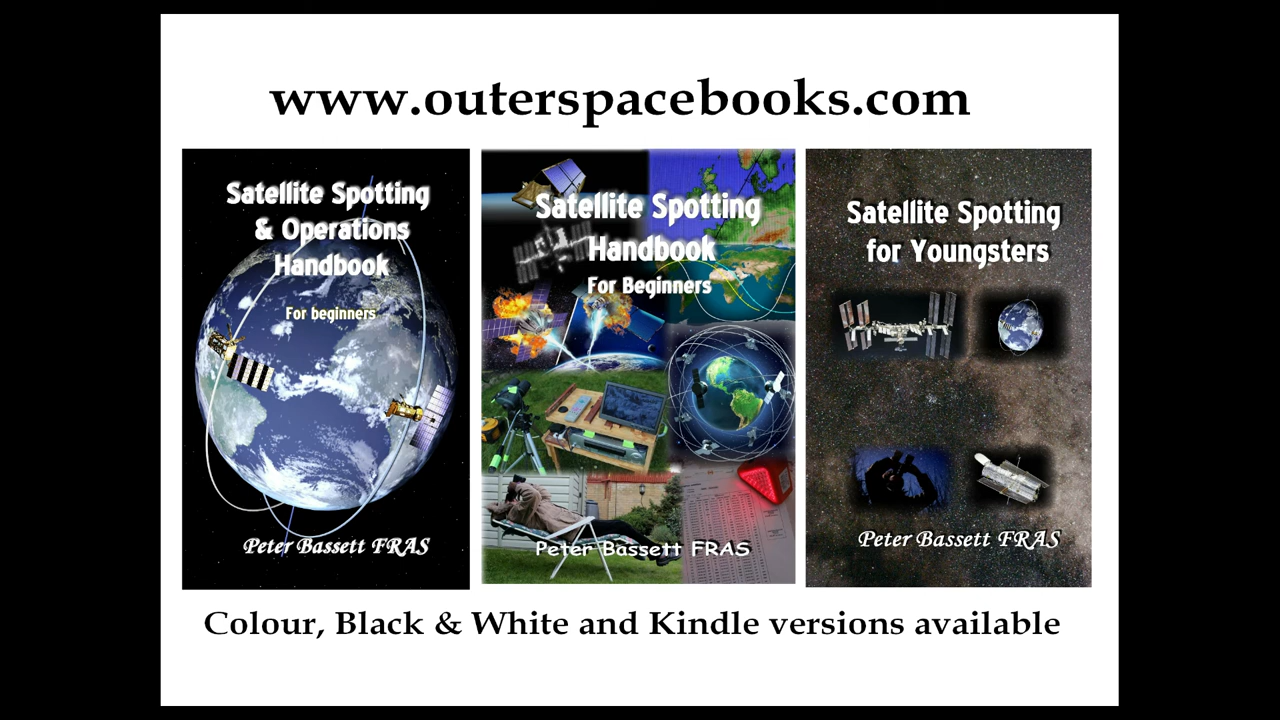 www.outerspacebooks.com
Satellite Spotting
& Operations
Handbook
For beginners
Peter Bassett FRAS
Satellite Spotting
Handbook
For Beginners
Peter Bassett FRAS
Satellite Spotting
for Youngsters
Peter Bassett FRAS
Colour, Black & White and Kindle versions available